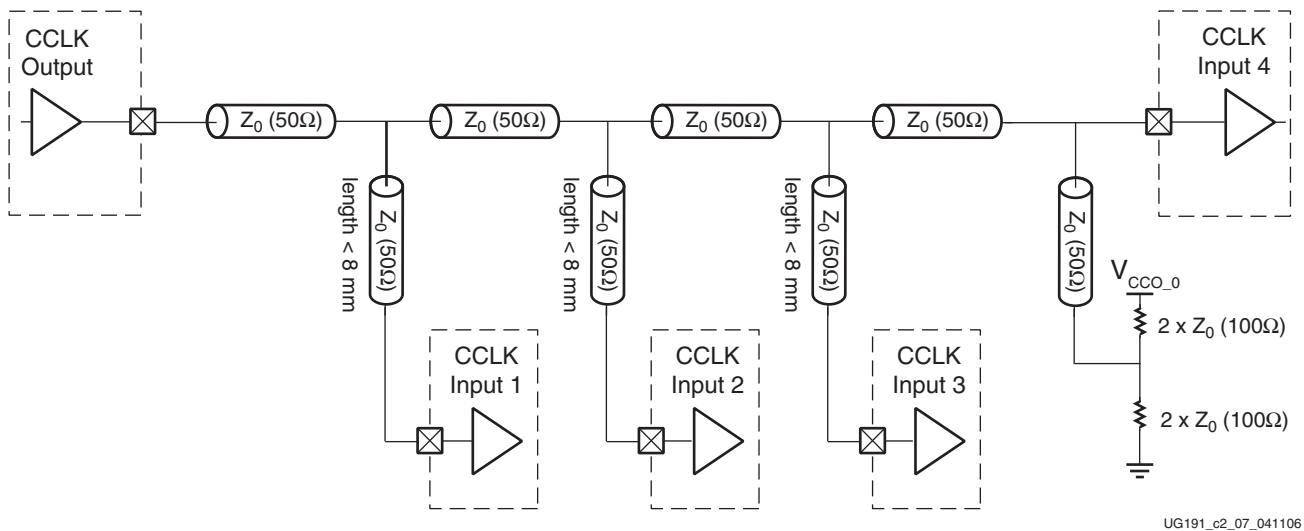 CCLK
Output
CCLK
Input 4
Z0 (50Ω)
Z0 (50Ω)
Z0 (50Ω)
Z0 (50Ω)
length < 8 mm
Z0 (50Ω)
length < 8 mm
Z0 (50Ω)
length < 8 mm
Z0 (50Ω)
Z0 (50Ω)
VCCO_0
2 x Z0 (100Ω)
2 x Z0 (100Ω)
CCLK
Input 1
CCLK
Input 2
CCLK
Input 3
UG191_c2_07_041106